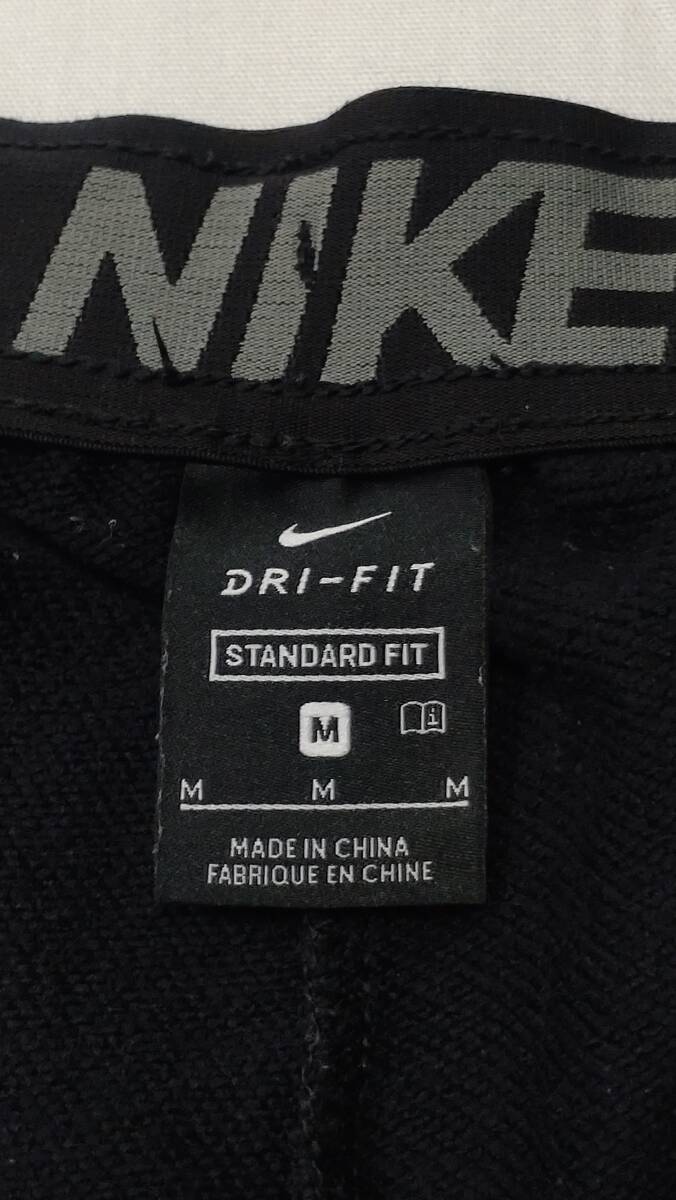 NIKE
DRI-FIT
STANDARD FIT
M
M M M
MADE IN CHINA
FABRIQUE EN CHINE